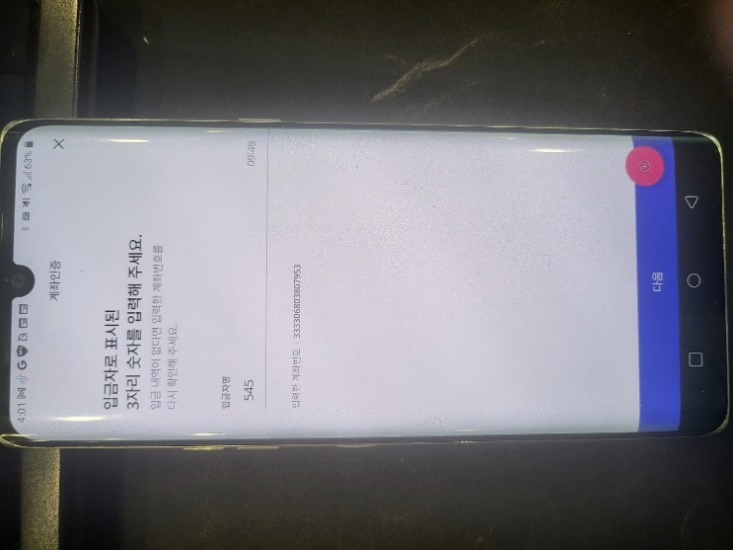 4:01
63%
계좌인증
입금자로 표시된
3자리 숫자를 입력해 주세요.
입금 내역이 없다면 입력한 계좌번호를
다시 확인해 주세요.
입금자명
545
09:49
입력한 계좌번호 333306803807953
다음